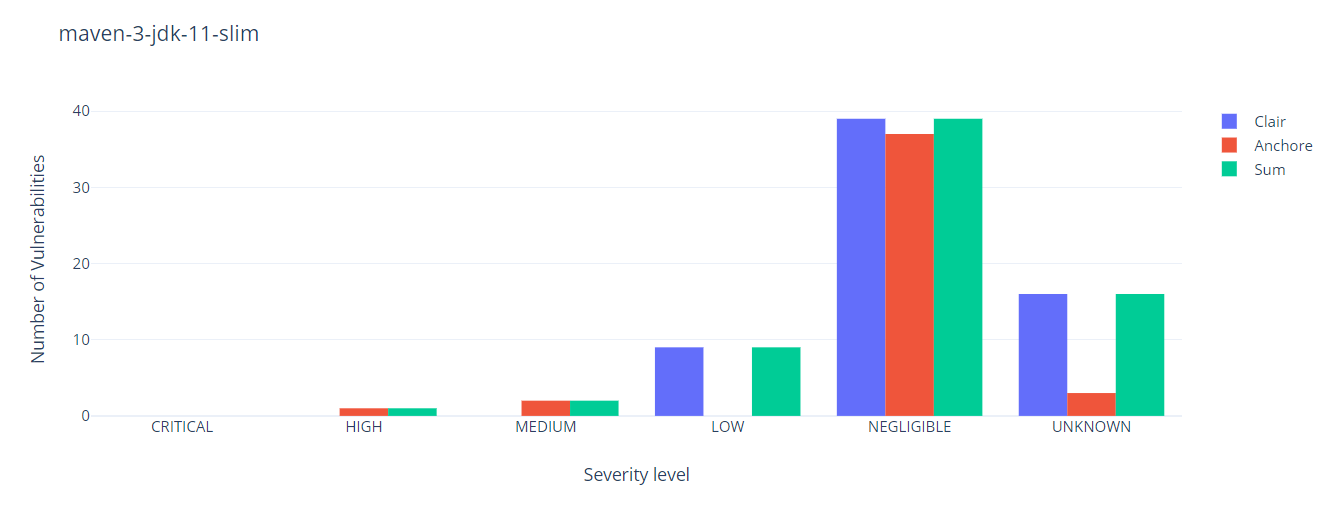 maven-3-jdk-11-slim
Number of Vulnerabilities
40
30
20
10
0
CRITICAL
HIGH
MEDIUM
LOW
NEGLIGIBLE
UNKNOWN
Severity level
Clair
Anchore
Sum